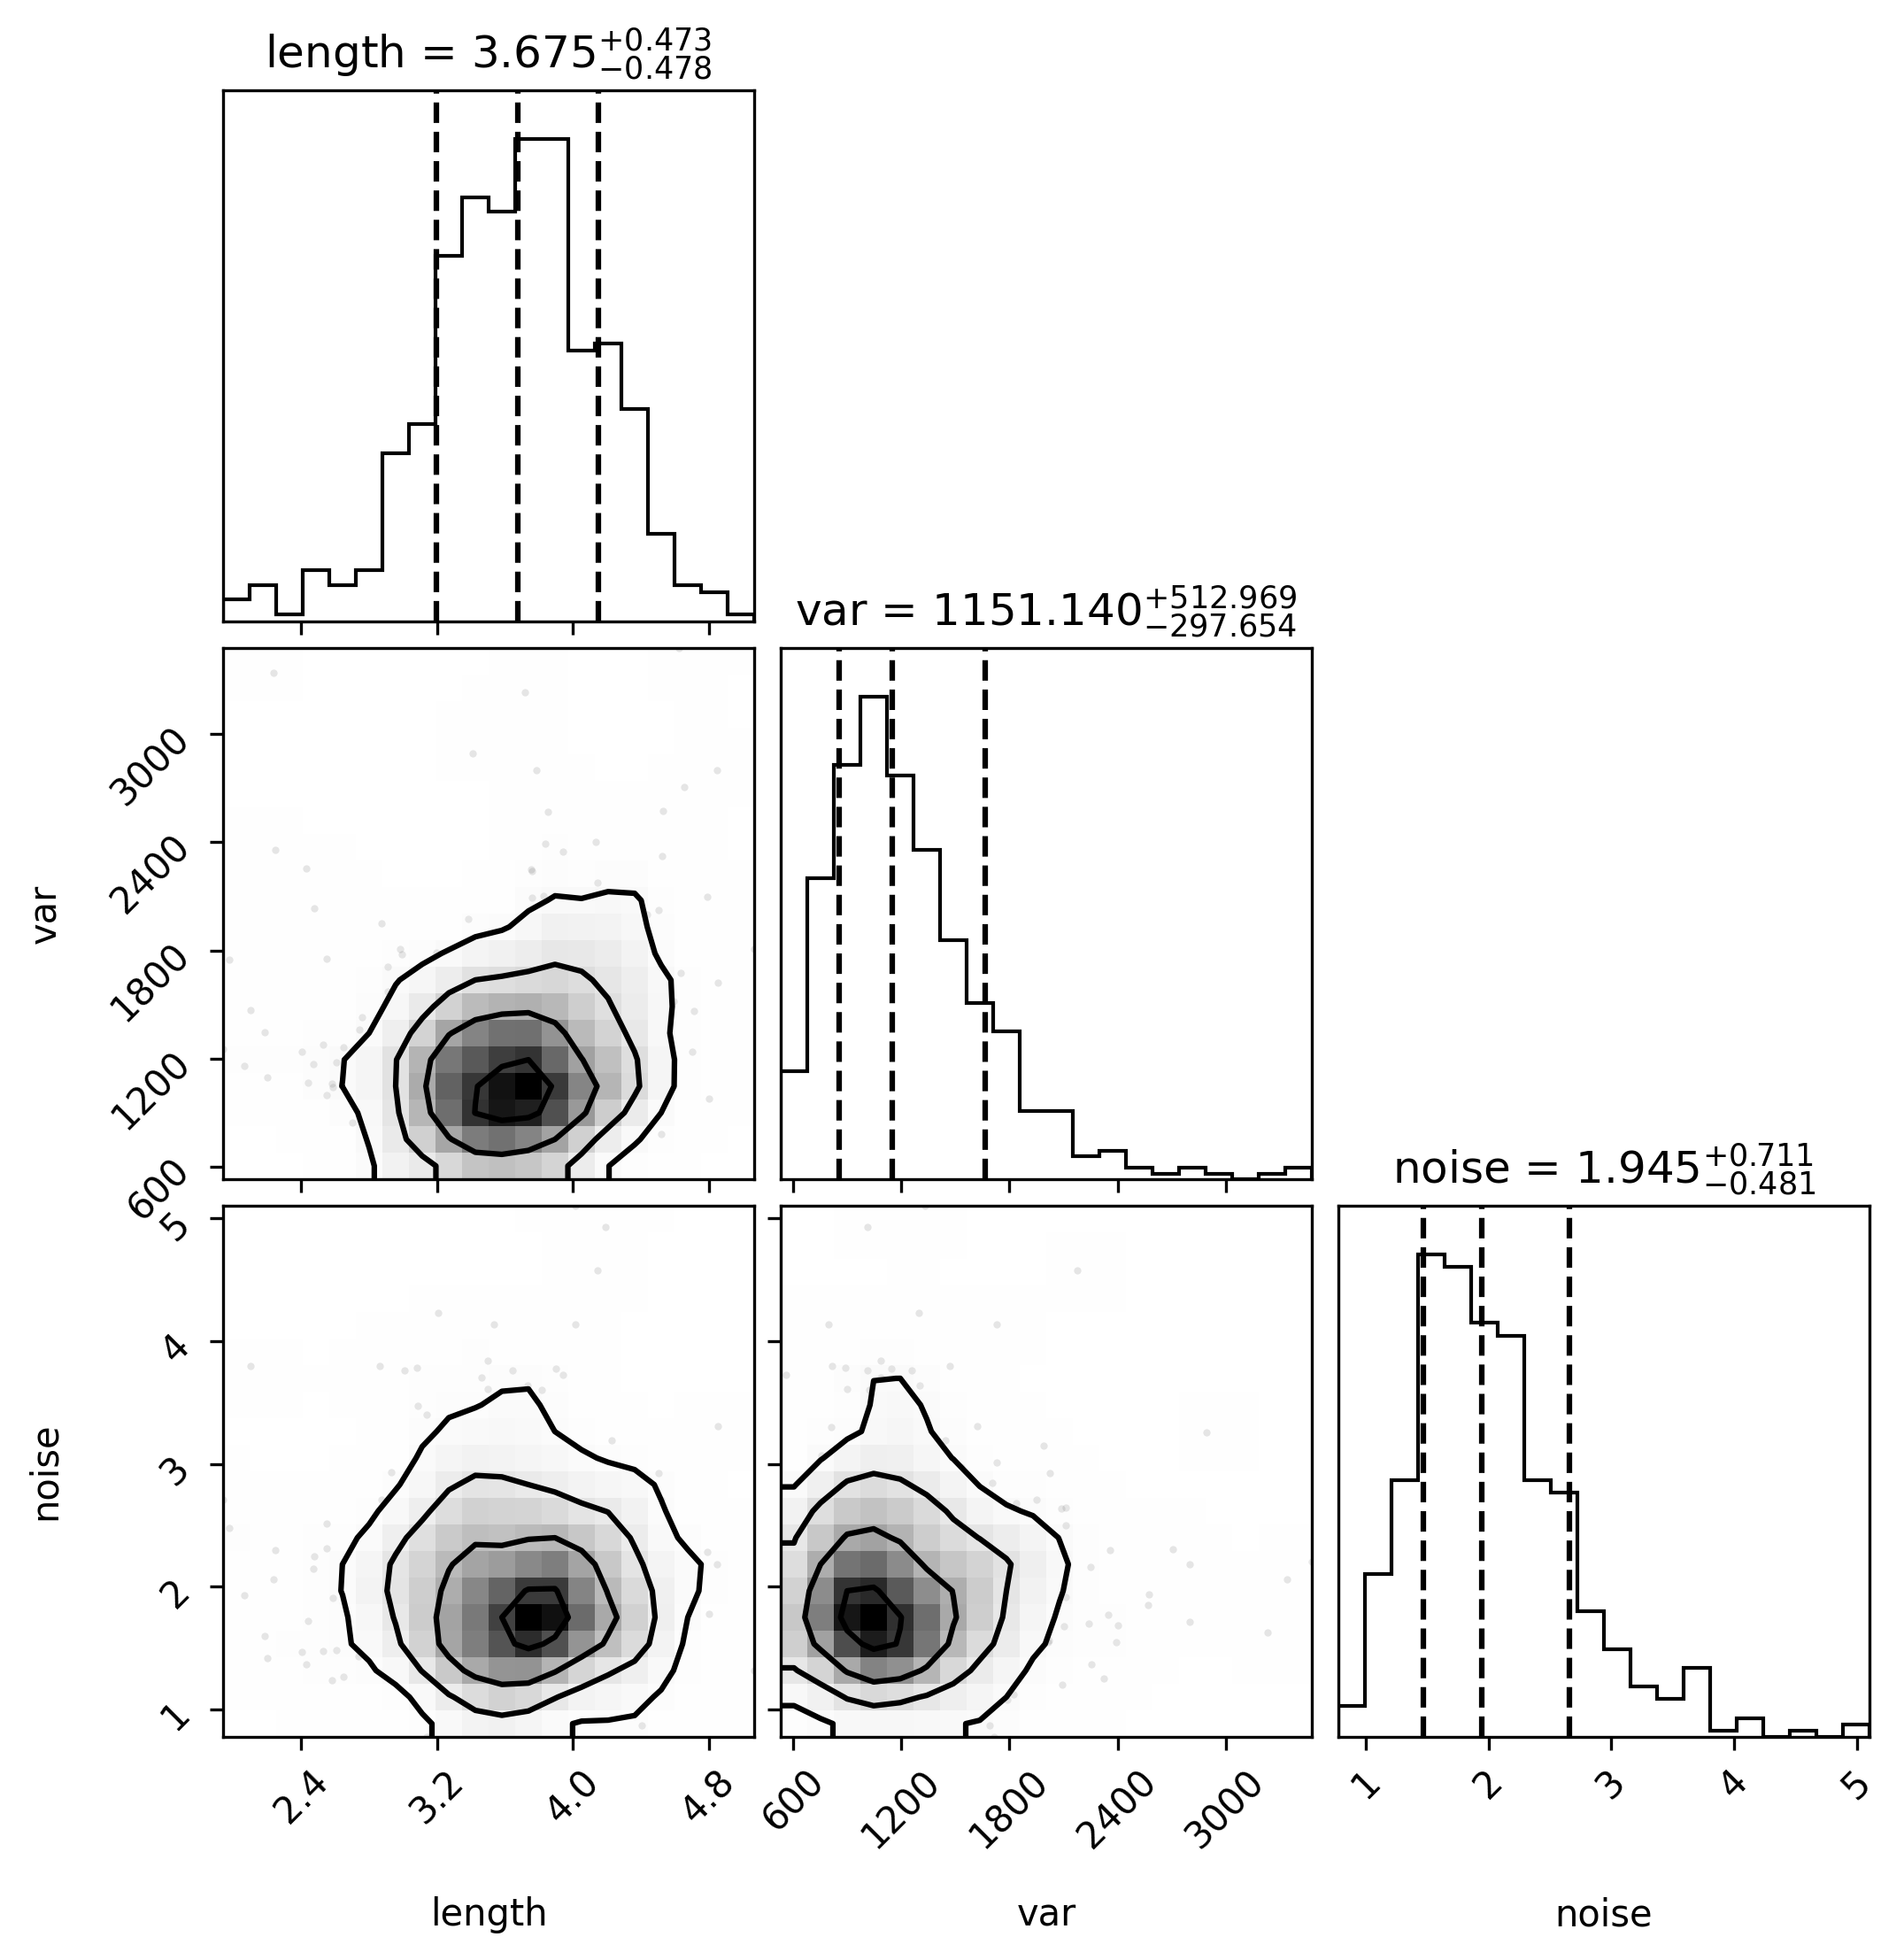 length = 3.675 +0.473 −0.478
var = 1151.140 +512.969 −297.654
3000
2400
1800
1200
600
var
noise = 1.945 +0.711 −0.481
5
4
3
2
1
noise
2.4 3.2 4.0 4.8 600 1200 1800 2400 3000 1 2 3 4 5
length var noise